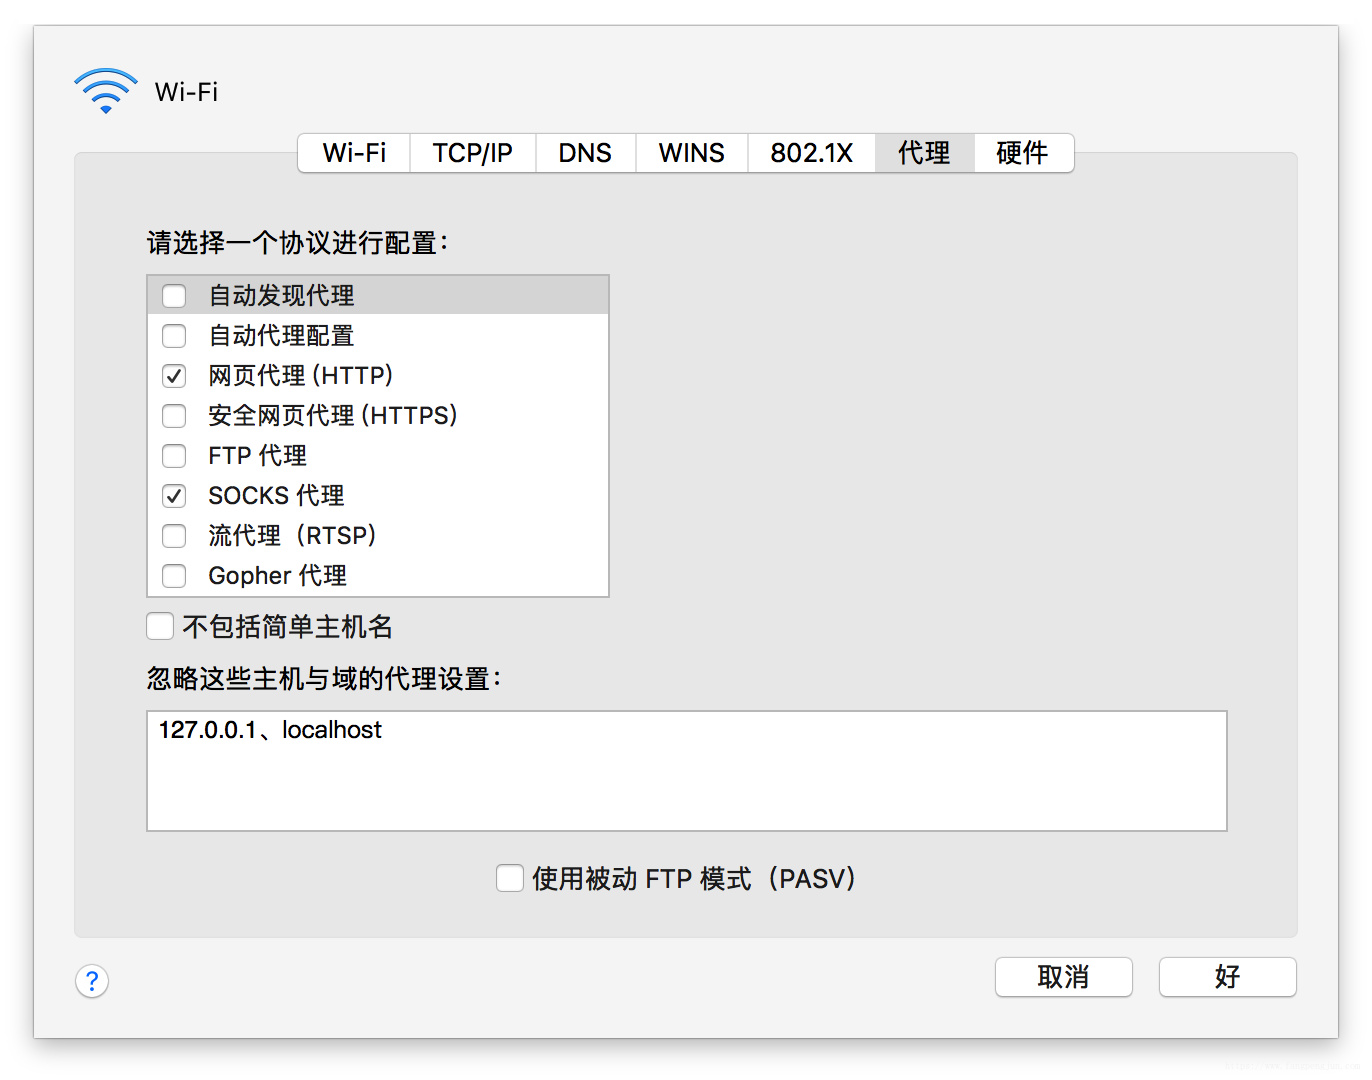 Wi-Fi
Wi-Fi TCP/IP DNS WINS 802.1X 代理 硬件
请选择一个协议进行配置：
自动发现代理
自动代理配置
网页代理 (HTTP)
安全网页代理 (HTTPS)
FTP 代理
SOCKS 代理
流代理（RTSP）
Gopher 代理
不包括简单主机名
忽略这些主机与域的代理设置：
127.0.0.1、localhost
使用被动 FTP 模式（PASV）
? 取消 好